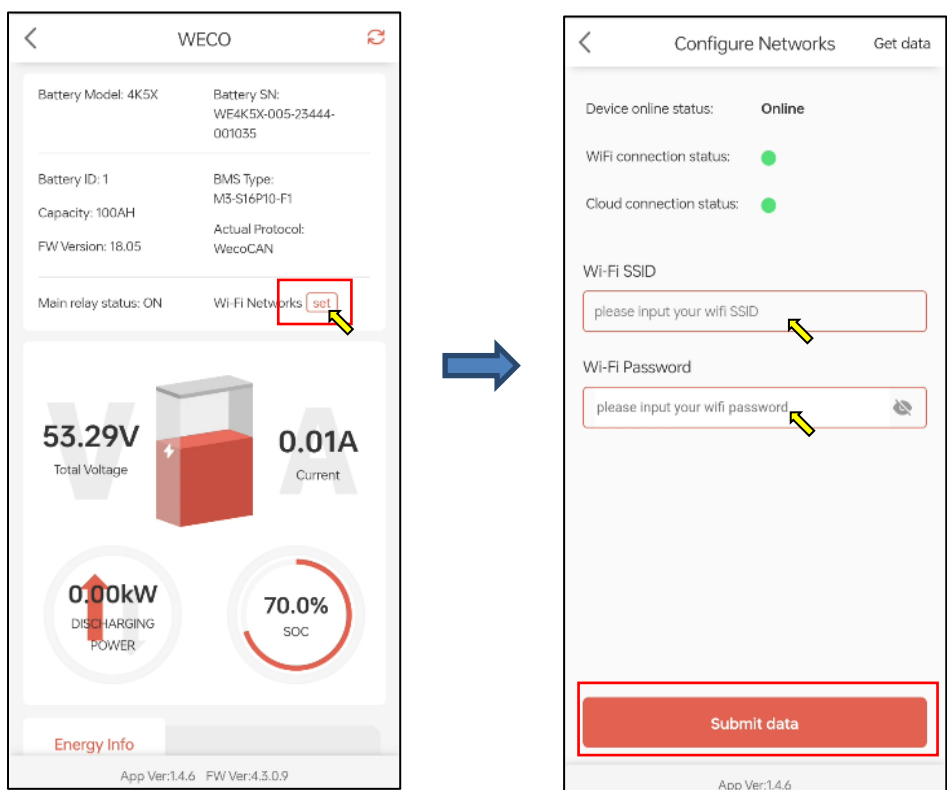 WECO
Battery Model: 4K5X
Battery SN:
WE4K5X-005-23444-
001035
Battery ID: 1
BMS Type:
M3-S16P10-F1
Capacity: 100AH
Actual Protocol:
WecoCAN
FW Version: 18.05
Main relay status: ON
Wi-Fi Networks set
V
A
53.29V
Total Voltage
0.01A
Current
0.00kW
DISCHARGING
POWER
70.0%
SOC
Energy Info
App Ver:1.4.6 FW Ver:4.3.0.9
Configure Networks
Get data
Device online status: Online
WiFi connection status:
Cloud connection status:
Wi-Fi SSID
please input your wifi SSID
Wi-Fi Password
please input your wifi password
Submit data
App Ver:1.4.6